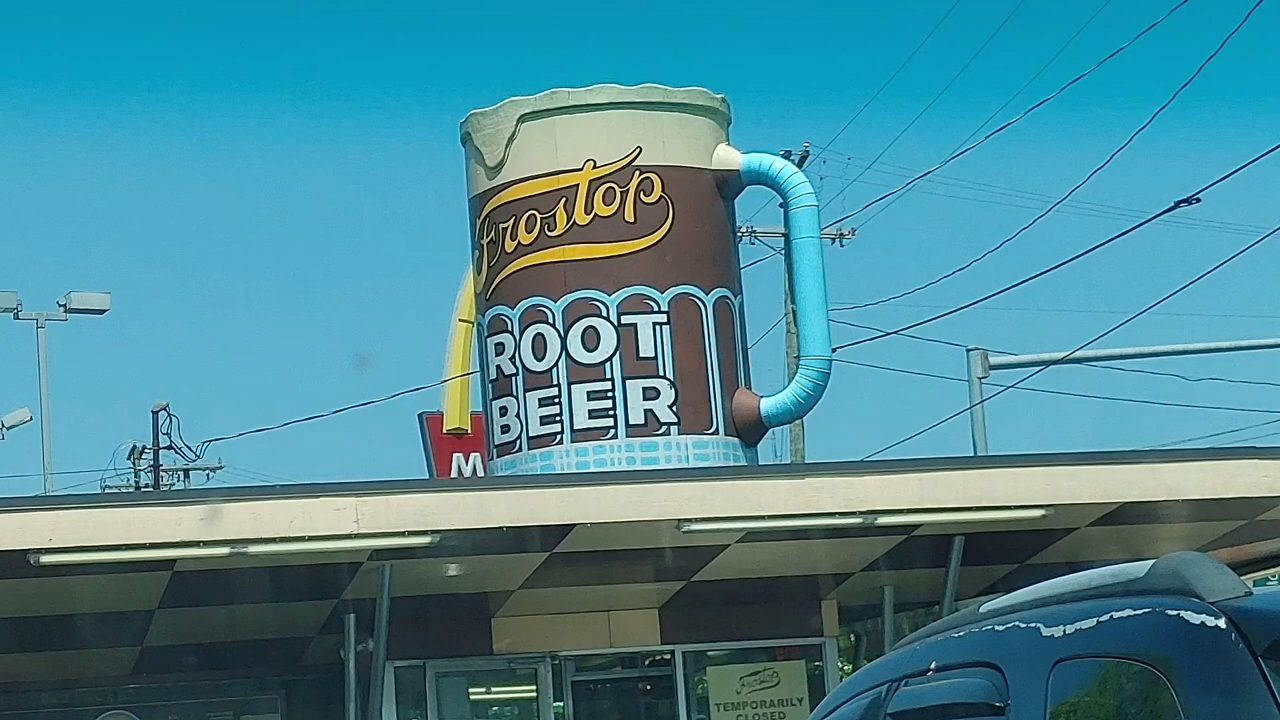 Frostop
ROOT
BEER
M
Frostop
TEMPORARILY
CLOSED